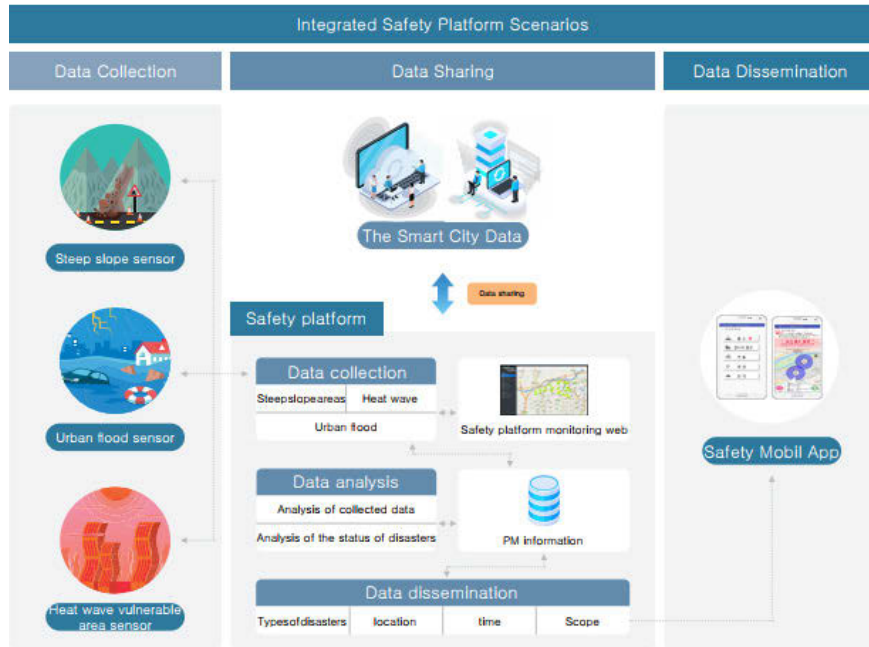 Integrated Safety Platform Scenarios
Data Collection
Data Sharing
Data Dissemination
Steep slope sensor
Urban flood sensor
Heat wave vulnerable
area sensor
The Smart City Data
Data sharing
Safety platform
Data collection
Steepslopeareas
Heat wave
Urban flood
Safety platform monitoring web
Data analysis
Analysis of collected data
Analysis of the status of disasters
PM information
Data dissemination
Typesofdisasters
location
time
Scope
Safety Mobil App